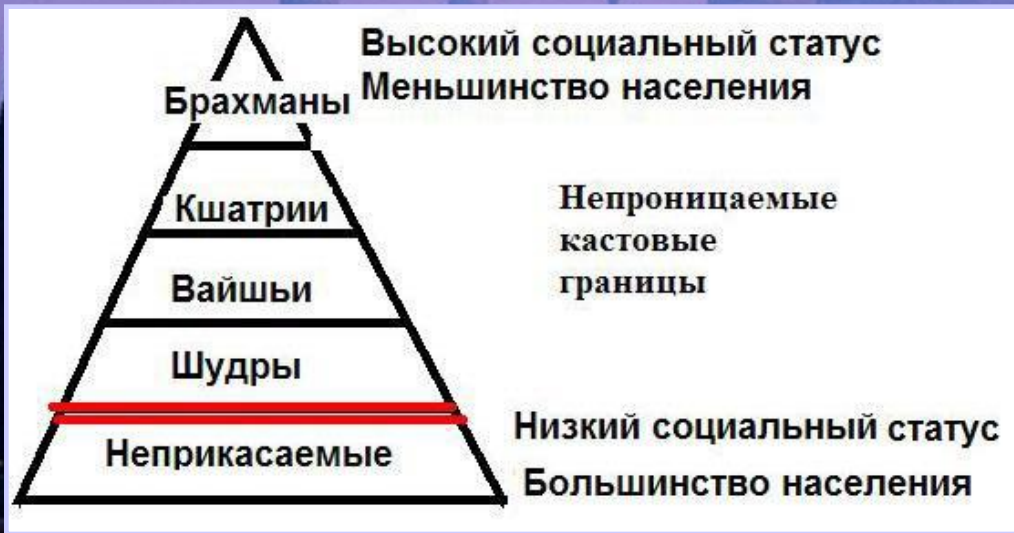 Высокий социальный статус
Меньшинство населения
Брахманы
Кшатрии
Непроницаемые
кастовые
границы
Вайшьи
Шудры
Неприкасаемые
Низкий социальный статус
Большинство населения